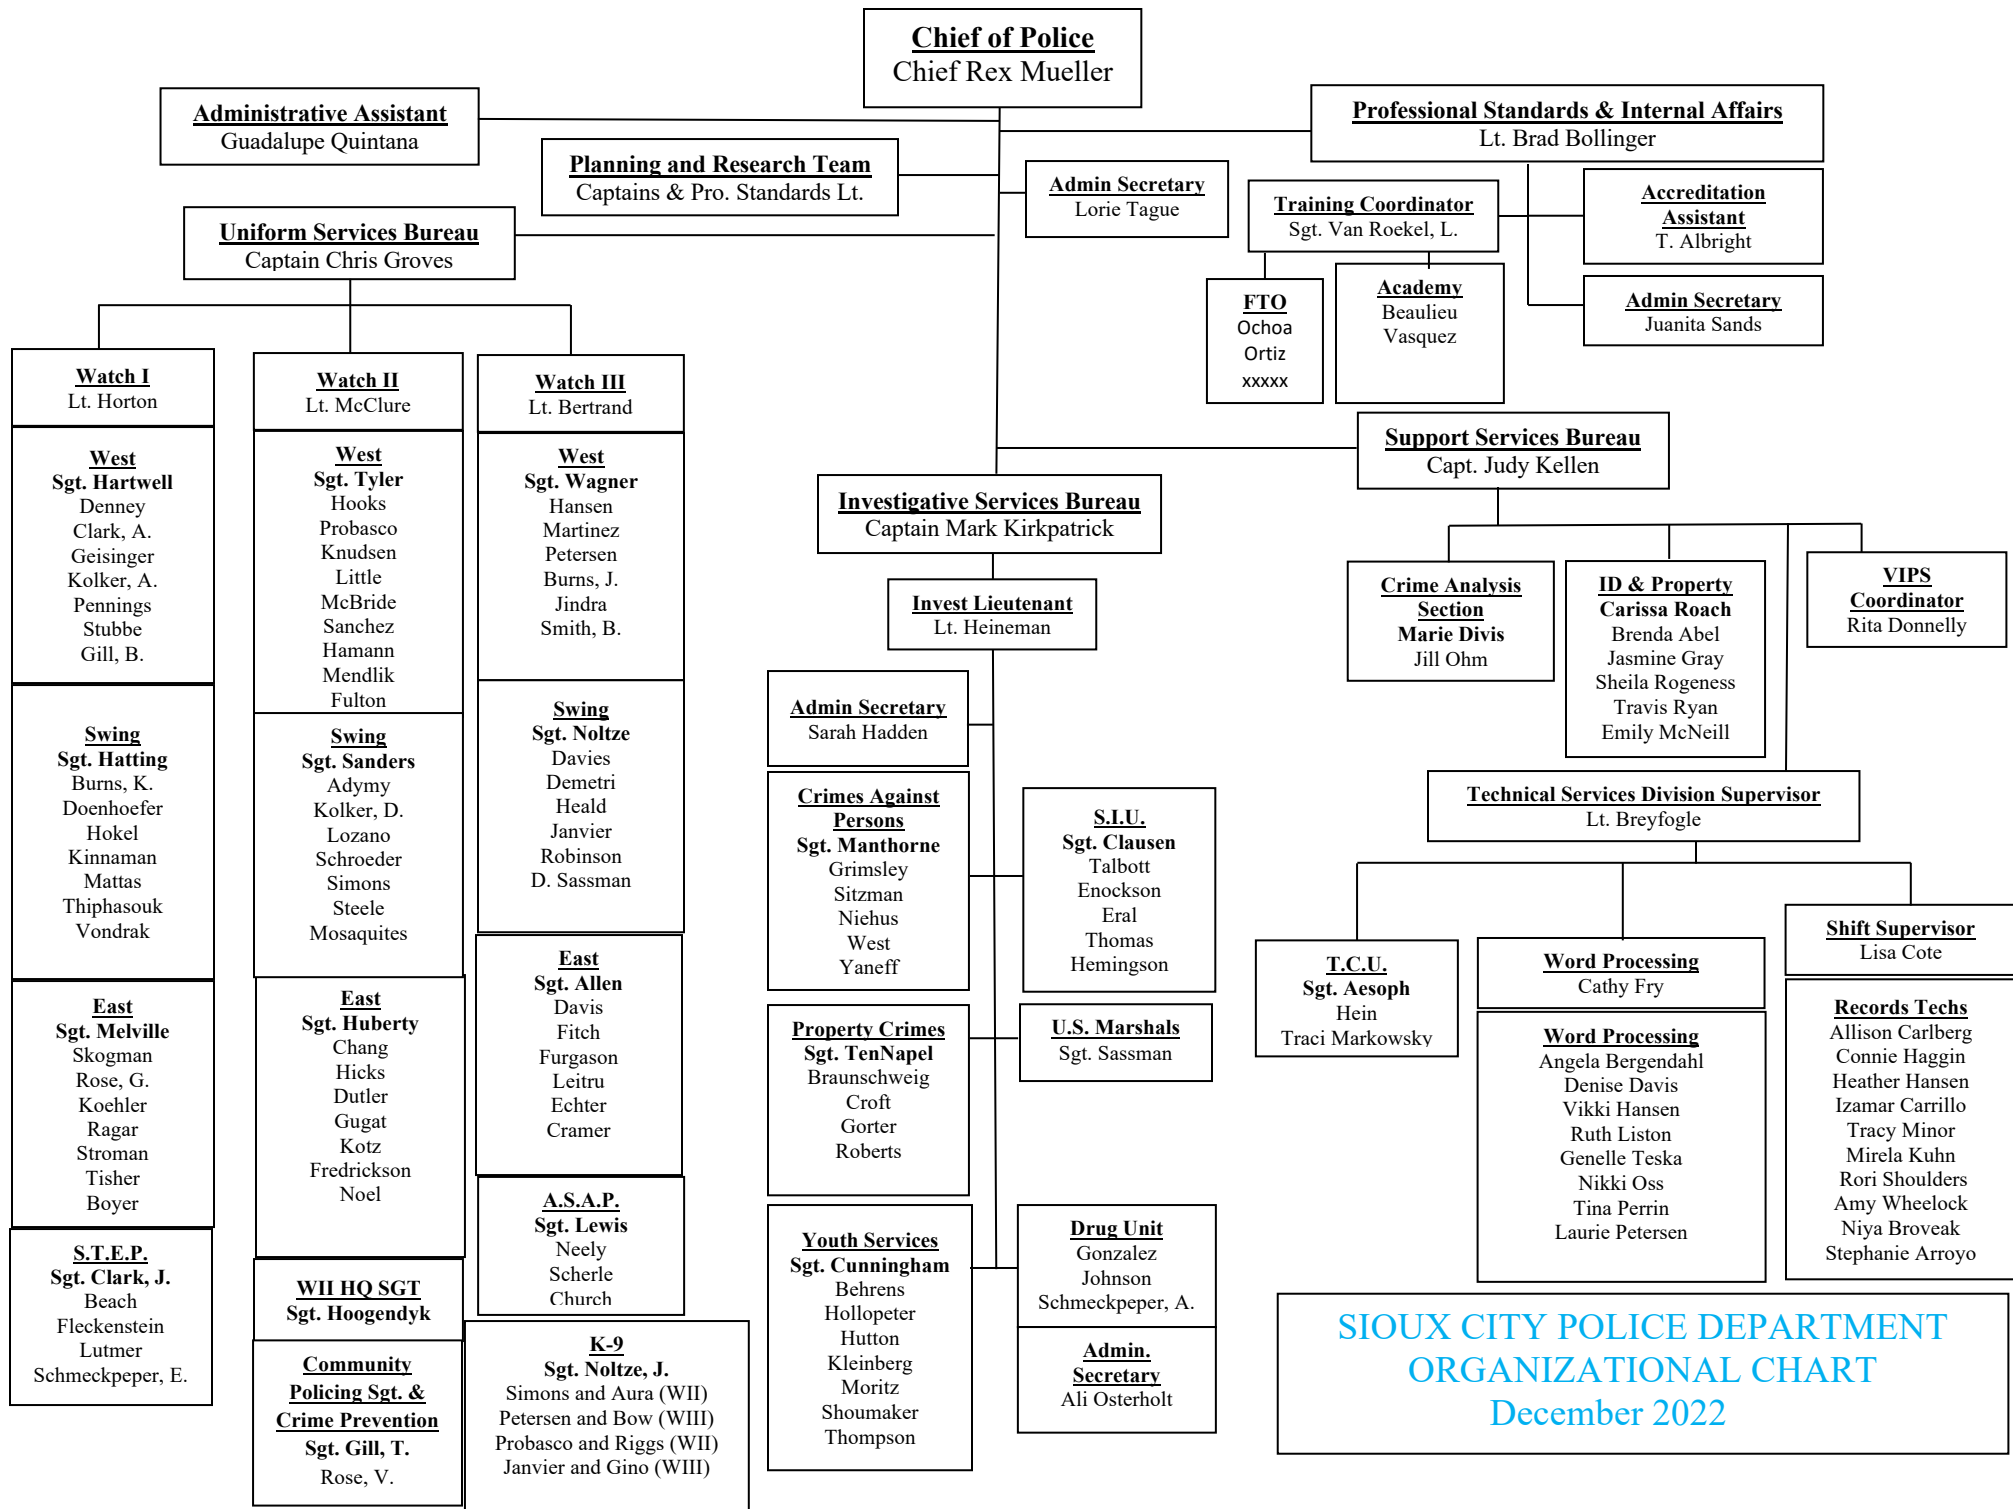 Chief of Police
Chief Rex Mueller
Administrative Assistant
Guadalupe Quintana
Professional Standards & Internal Affairs
Lt. Brad Bollinger
Planning and Research Team
Captains & Pro. Standards Lt.
Admin Secretary
Lorie Tague
Training Coordinator
Sgt. Van Roekel, L.
Accreditation
Assistant
T. Albright
Uniform Services Bureau
Captain Chris Groves
FTO
Ochoa
Ortiz
xxxxx
Academy
Beaulieu
Vasquez
Admin Secretary
Juanita Sands
Watch I
Lt. Horton
West
Sgt. Hartwell
Denney
Clark, A.
Geisinger
Kolker, A.
Pennings
Stubbe
Gill, B.
Swing
Sgt. Hatting
Burns, K.
Doenhoefer
Hokel
Kinnaman
Mattas
Thiphasouk
Vondrak
East
Sgt. Melville
Skogman
Rose, G.
Koehler
Ragar
Stroman
Tisher
Boyer
S.T.E.P.
Sgt. Clark, J.
Beach
Fleckenstein
Lutmer
Schmeckpeper, E.
Watch II
Lt. McClure
West
Sgt. Tyler
Hooks
Probasco
Knudsen
Little
McBride
Sanchez
Hamann
Mendlik
Fulton
Swing
Sgt. Sanders
Adymy
Kolker, D.
Lozano
Schroeder
Simons
Steele
Mosaquites
East
Sgt. Huberty
Chang
Hicks
Dutler
Gugat
Kotz
Fredrickson
Noel
WII HQ SGT
Sgt. Hoogendyk
Community
Policing Sgt. &
Crime Prevention
Sgt. Gill, T.
Rose, V.
Watch III
Lt. Bertrand
West
Sgt. Wagner
Hansen
Martinez
Petersen
Burns, J.
Jindra
Smith, B.
Swing
Sgt. Noltze
Davies
Demetri
Heald
Janvier
Robinson
D. Sassman
East
Sgt. Allen
Davis
Fitch
Furgason
Leitru
Echter
Cramer
A.S.A.P.
Sgt. Lewis
Neely
Scherle
Church
K-9
Sgt. Noltze, J.
Simons and Aura (WII)
Petersen and Bow (WIII)
Probasco and Riggs (WII)
Janvier and Gino (WIII)
Investigative Services Bureau
Captain Mark Kirkpatrick
Invest Lieutenant
Lt. Heineman
Admin Secretary
Sarah Hadden
Crimes Against
Persons
Sgt. Manthorne
Grimsley
Sitzman
Niehus
West
Yaneff
S.I.U.
Sgt. Clausen
Talbott
Enockson
Eral
Thomas
Hemingson
Property Crimes
Sgt. TenNapel
Braunschweig
Croft
Gorter
Roberts
U.S. Marshals
Sgt. Sassman
Youth Services
Sgt. Cunningham
Behrens
Hollopeter
Hutton
Kleinberg
Moritz
Shoumaker
Thompson
Drug Unit
Gonzalez
Johnson
Schmeckpeper, A.
Admin.
Secretary
Ali Osterholt
Support Services Bureau
Capt. Judy Kellen
Crime Analysis
Section
Marie Divis
Jill Ohm
ID & Property
Carissa Roach
Brenda Abel
Jasmine Gray
Sheila Rogeness
Travis Ryan
Emily McNeill
VIPS
Coordinator
Rita Donnelly
Technical Services Division Supervisor
Lt. Breyfogle
T.C.U.
Sgt. Aesoph
Hein
Traci Markowsky
Word Processing
Cathy Fry
Word Processing
Angela Bergendahl
Denise Davis
Vikki Hansen
Ruth Liston
Genelle Teska
Nikki Oss
Tina Perrin
Laurie Petersen
Shift Supervisor
Lisa Cote
Records Techs
Allison Carlberg
Connie Haggin
Heather Hansen
Izamar Carrillo
Tracy Minor
Mirela Kuhn
Rori Shoulders
Amy Wheelock
Niya Broveak
Stephanie Arroyo
SIOUX CITY POLICE DEPARTMENT
ORGANIZATIONAL CHART
December 2022